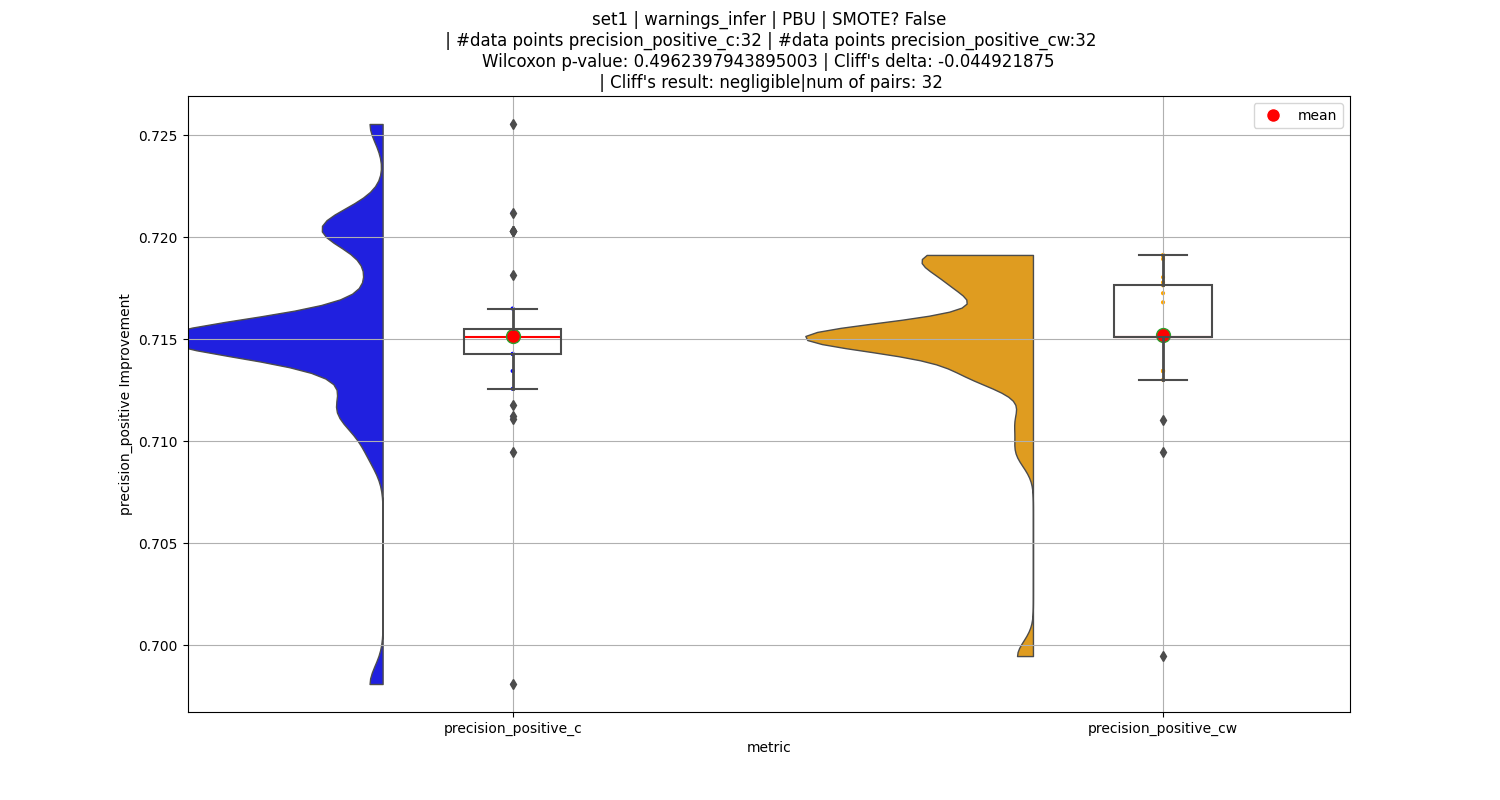 set1 | warnings_infer | PBU | SMOTE? False
| #data points precision_positive_c:32 | #data points precision_positive_cw:32
Wilcoxon p-value: 0.4962397943895003 | Cliff's delta: -0.044921875
| Cliff's result: negligible|num of pairs: 32
mean
0.725
0.720
0.715
0.710
0.705
0.700
precision_positive Improvement
precision_positive_c
precision_positive_cw
metric